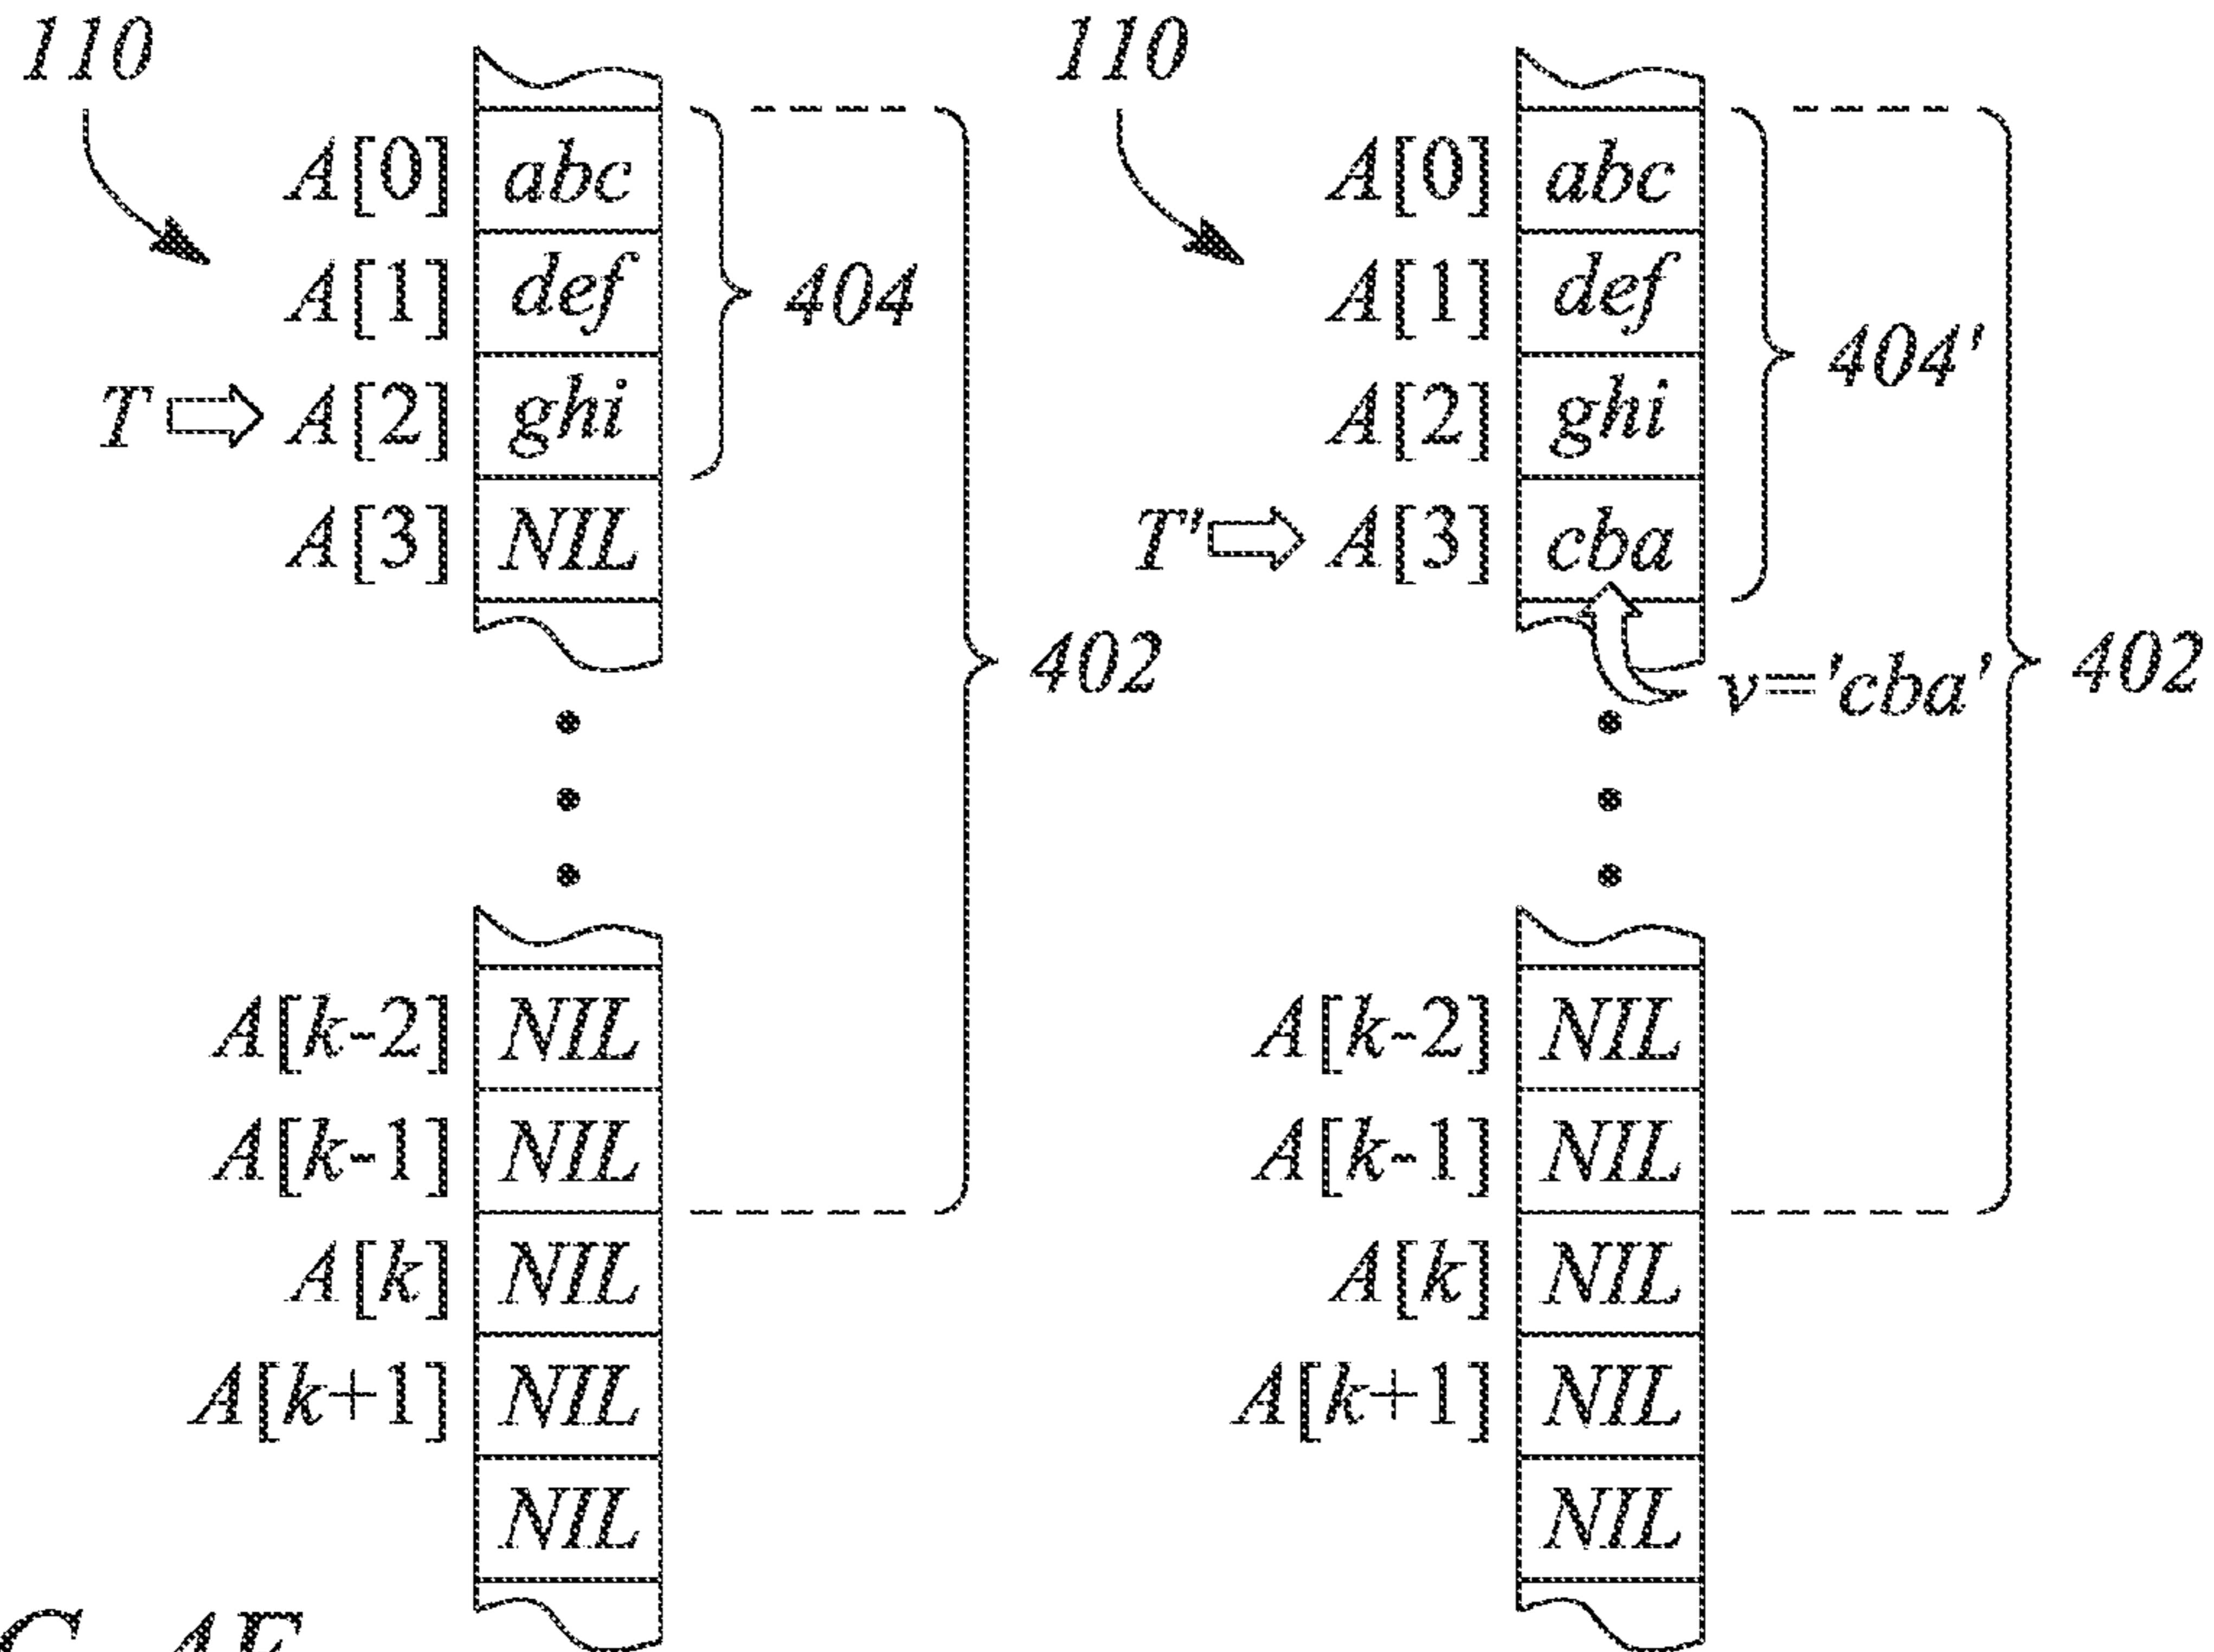 110
A[0] abc
A[1] def
404
T A[2] ghi
A[3] NIL
402
A[k-2] NIL
A[k-1] NIL
A[k] NIL
A[k+1] NIL
NIL
110
A[0] abc
A[1] def
404'
A[2] ghi
T' A[3] cba
v='cba'
402
A[k-2] NIL
A[k-1] NIL
A[k] NIL
A[k+1] NIL
NIL